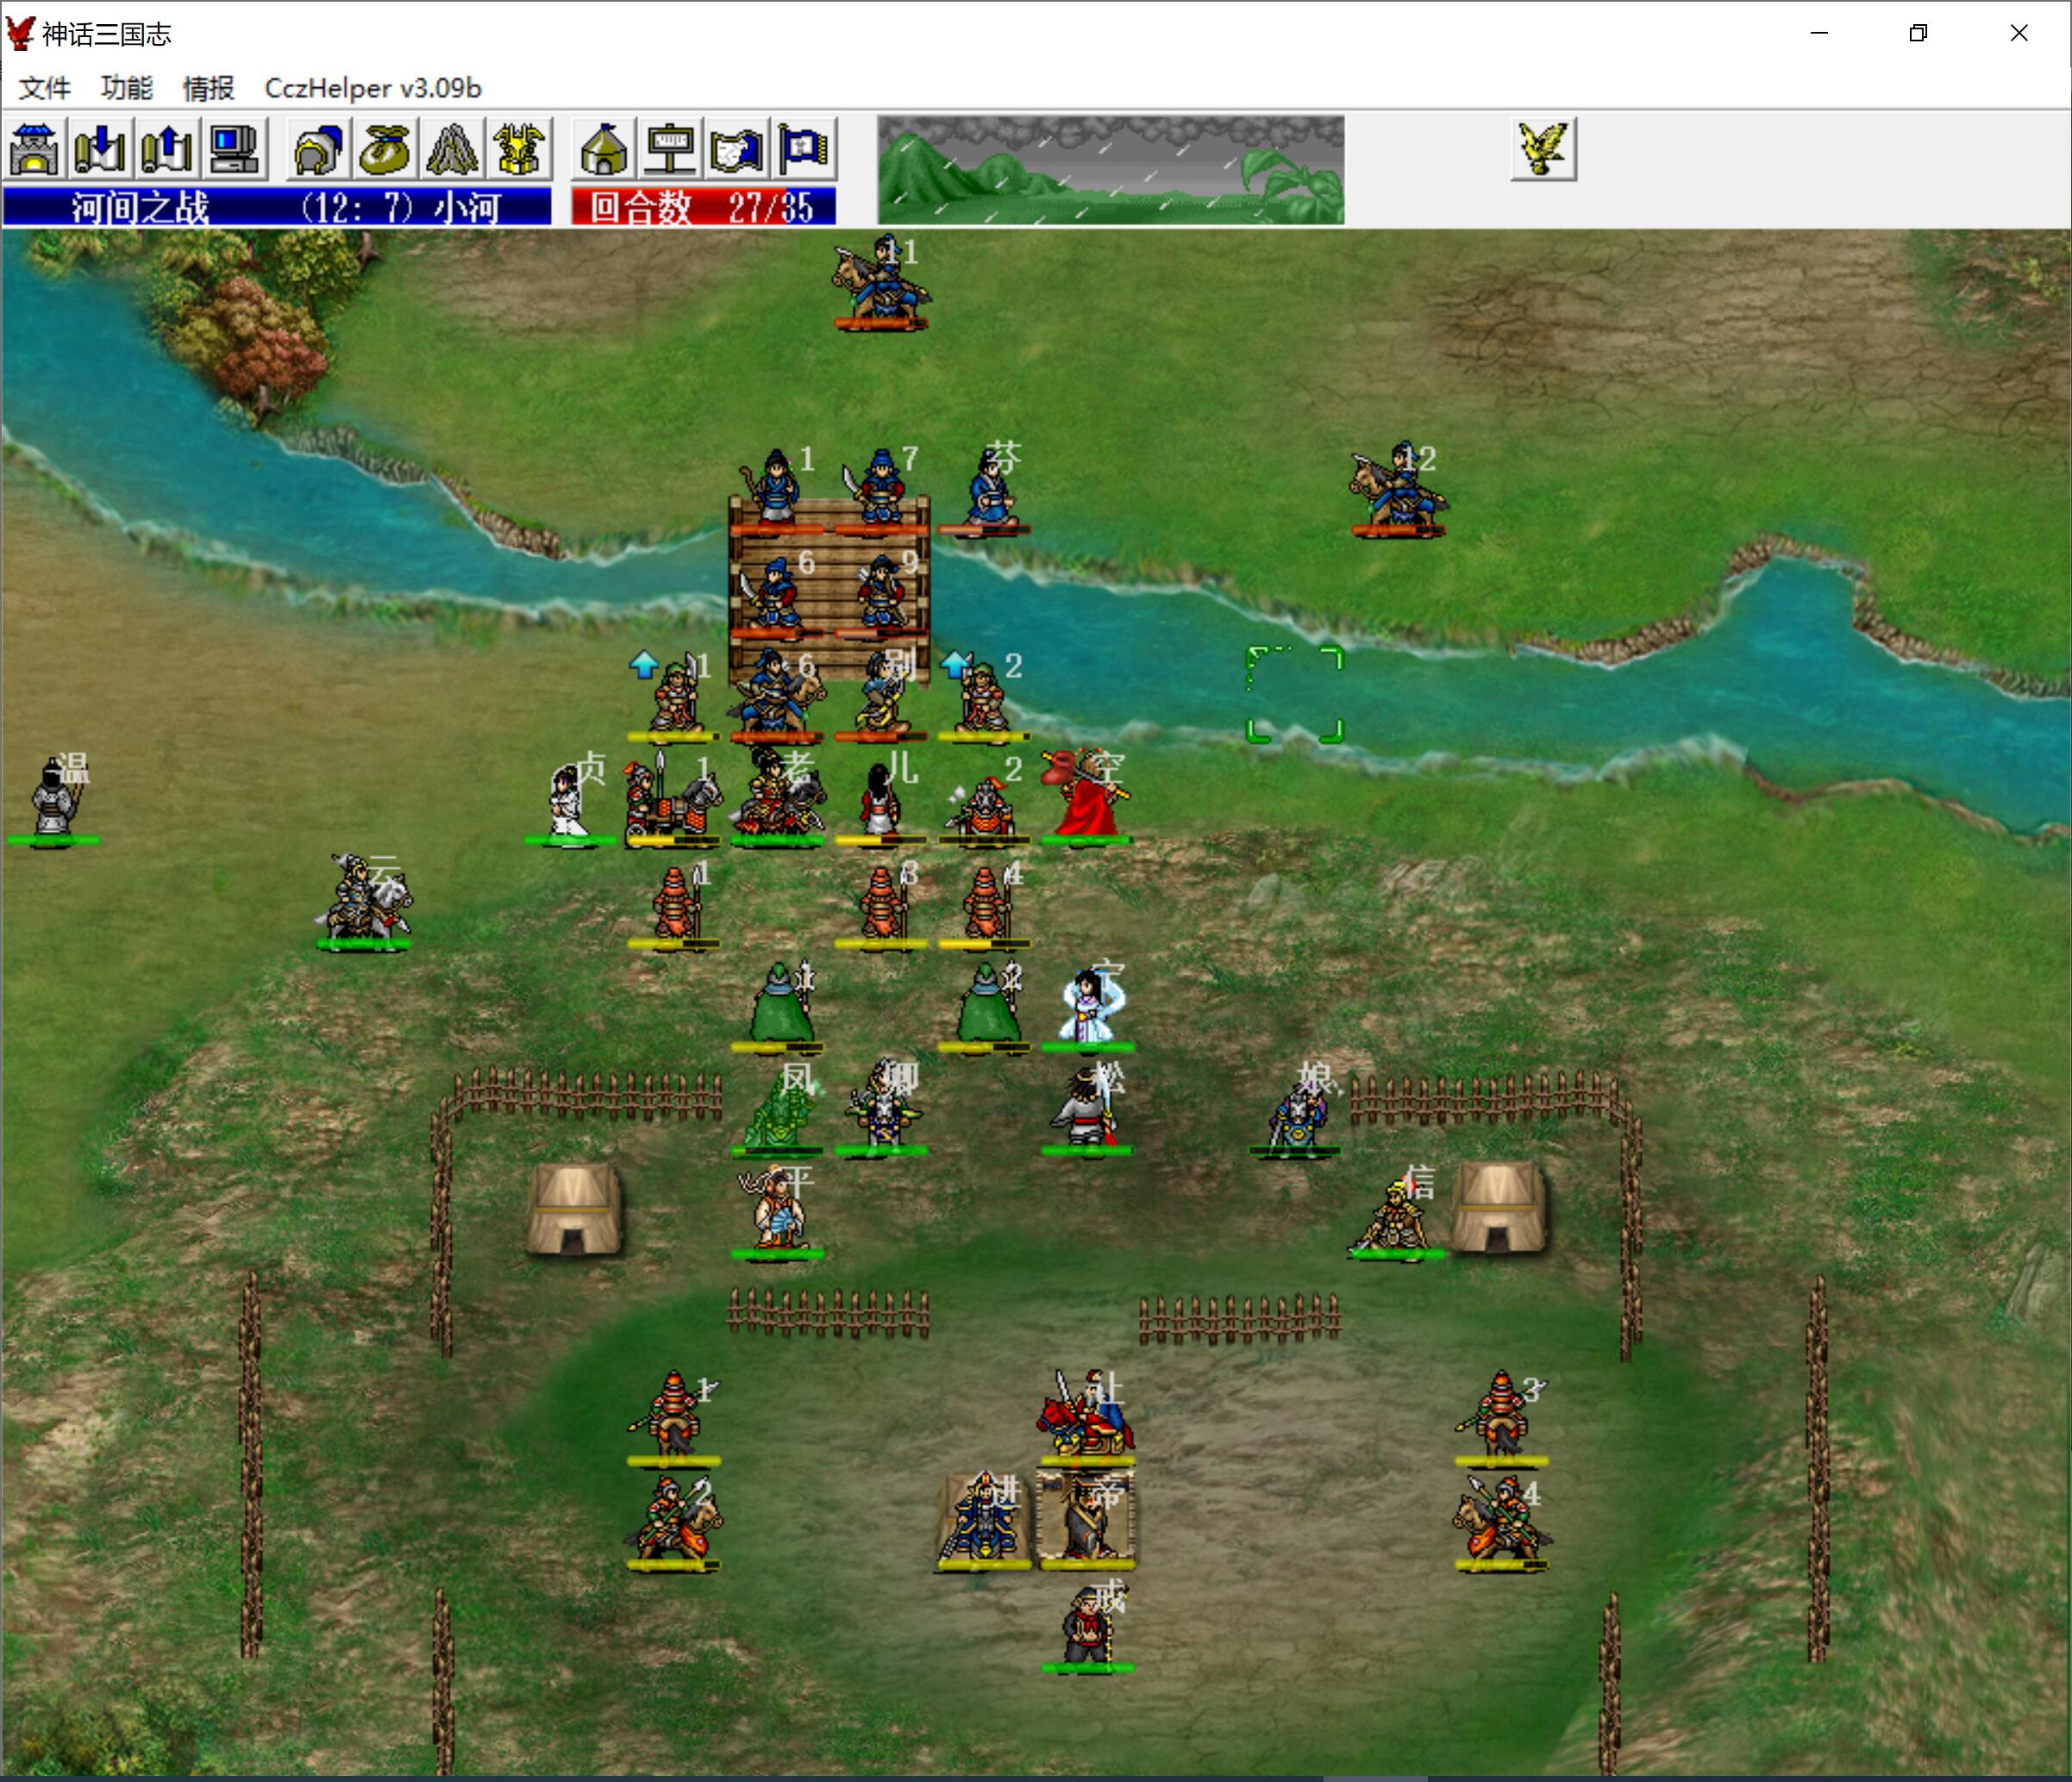 神话三国志
文件 功能 情报 CczHelper v3.09b
河间之战 (12: 7) 小河 回合数 27/35
11
1 7 芬 12
6 9
1 6 别 2
温 贞 1 老 儿 2 空
云 1 3 4
1 2 宁
凤 卿 松 娘
平 信
1 让 3
2 进 帝 4
戒